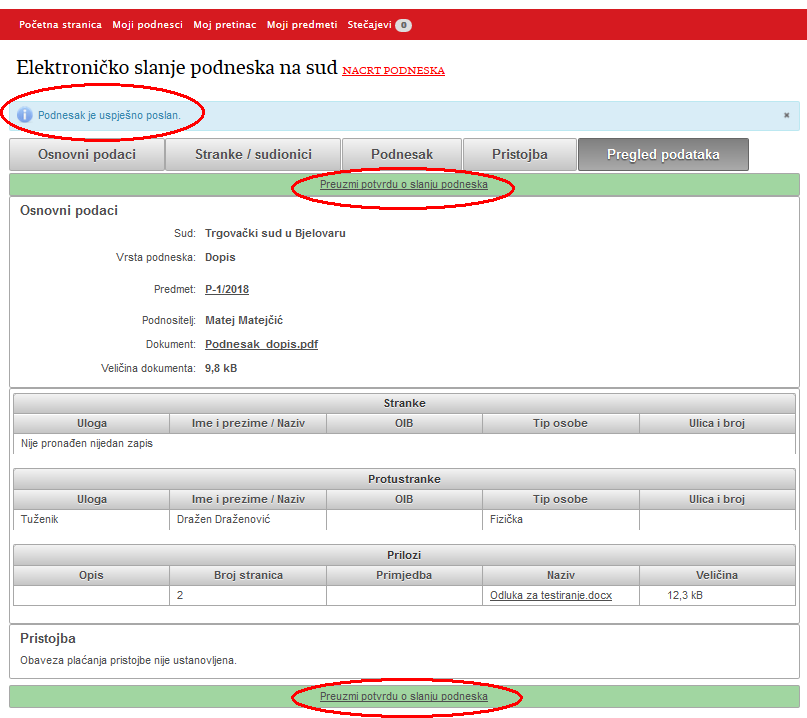 Početna stranica Moji podnesci Moj pretinac Moji predmeti Stečajevi 0
Elektroničko slanje podneska na sud NACRT PODNESKA
Podnesak je uspješno poslan. ×
Osnovni podaci Stranke / sudionici Podnesak Pristojba Pregled podataka
Preuzmi potvrdu o slanju podneska
Osnovni podaci
Sud: Trgovački sud u Bjelovaru
Vrsta podneska: Dopis
Predmet: P-1/2018
Podnositelj: Matej Matejčić
Dokument: Podnesak_dopis.pdf
Veličina dokumenta: 9,8 kB
Stranke
Uloga Ime i prezime / Naziv OIB Tip osobe Ulica i broj
Nije pronađen nijedan zapis
Protustranke
Uloga Ime i prezime / Naziv OIB Tip osobe Ulica i broj
Tuženik Dražen Draženović Fizička
Prilozi
Opis Broj stranica Primjedba Naziv Veličina
2 Odluka za testiranje.docx 12,3 kB
Pristojba
Obaveza plaćanja pristojbe nije ustanovljena.
Preuzmi potvrdu o slanju podneska